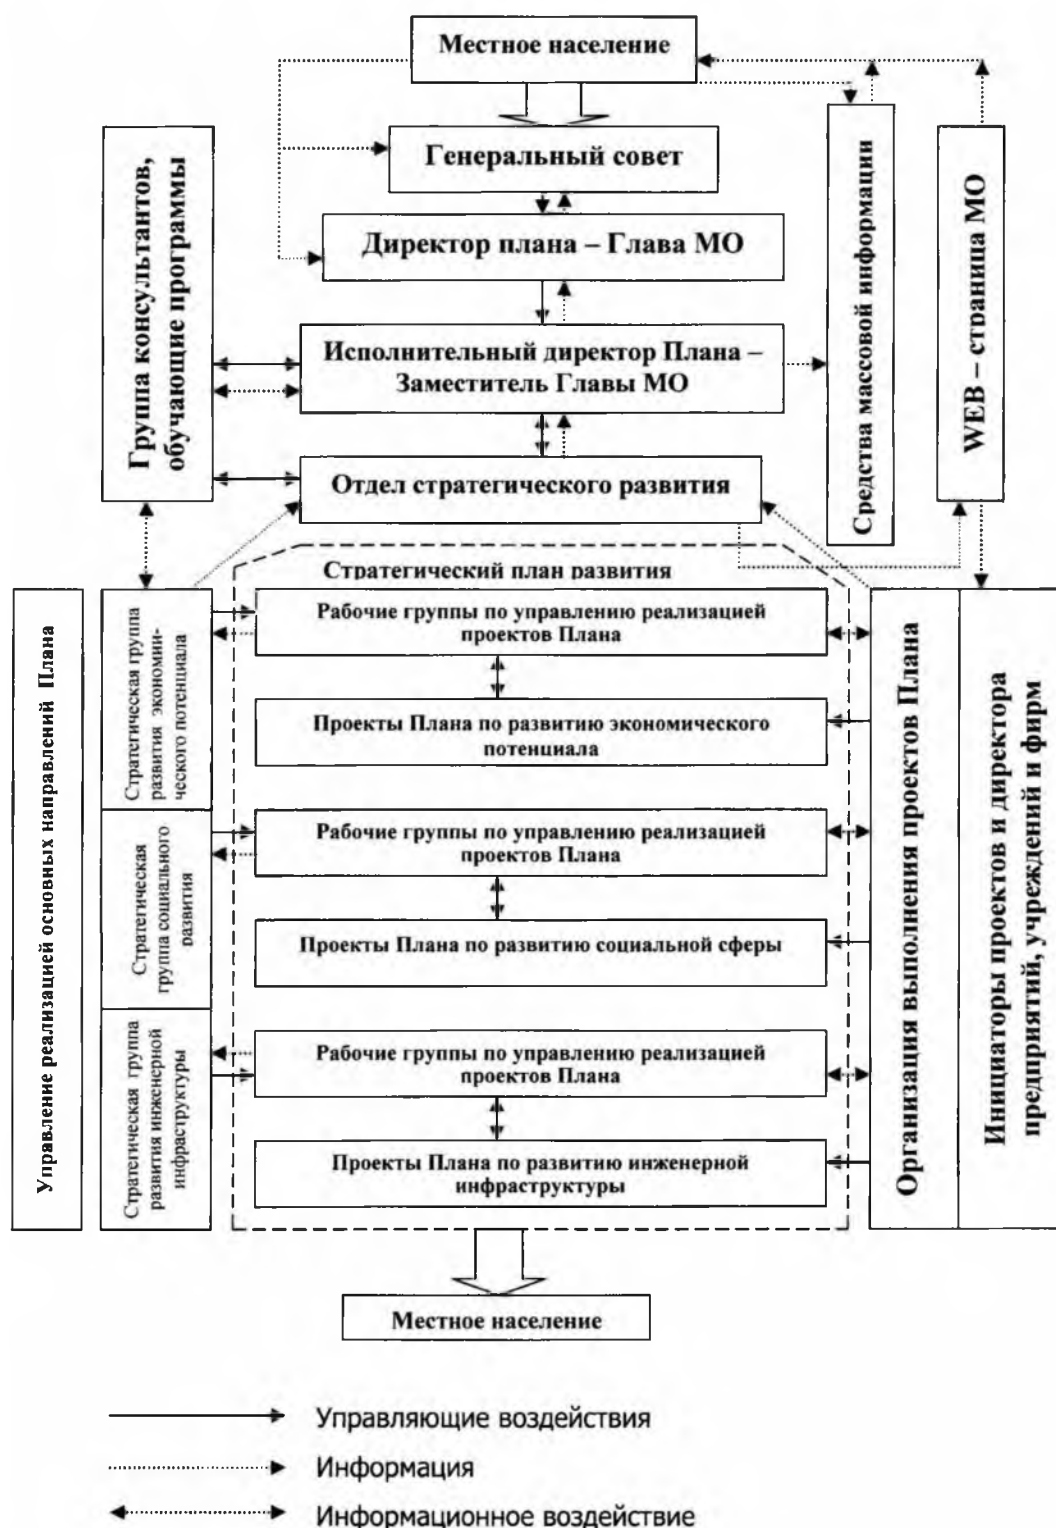 Местное население
Генеральный совет
Директор плана – Глава МО
Исполнительный директор Плана –
Заместитель Главы МО
Отдел стратегического развития
Группа консультантов,
обучающие программы
Средства массовой информации
WEB – страница МО
Стратегический план развития
Управление реализацией основных направлений Плана
Стратегическая группа
развития экономии-
ческого потенциала
Стратегическая
группа социального
развития
Стратегическая группа
развития инженерной
инфраструктуры
Рабочие группы по управлению реализацией
проектов Плана
Проекты Плана по развитию экономического
потенциала
Рабочие группы по управлению реализацией
проектов Плана
Проекты Плана по развитию социальной сферы
Рабочие группы по управлению реализацией
проектов Плана
Проекты Плана по развитию инженерной
инфраструктуры
Организация выполнения проектов Плана
Инициаторы проектов и директора
предприятий, учреждений и фирм
Местное население
Управляющие воздействия
Информация
Информационное воздействие